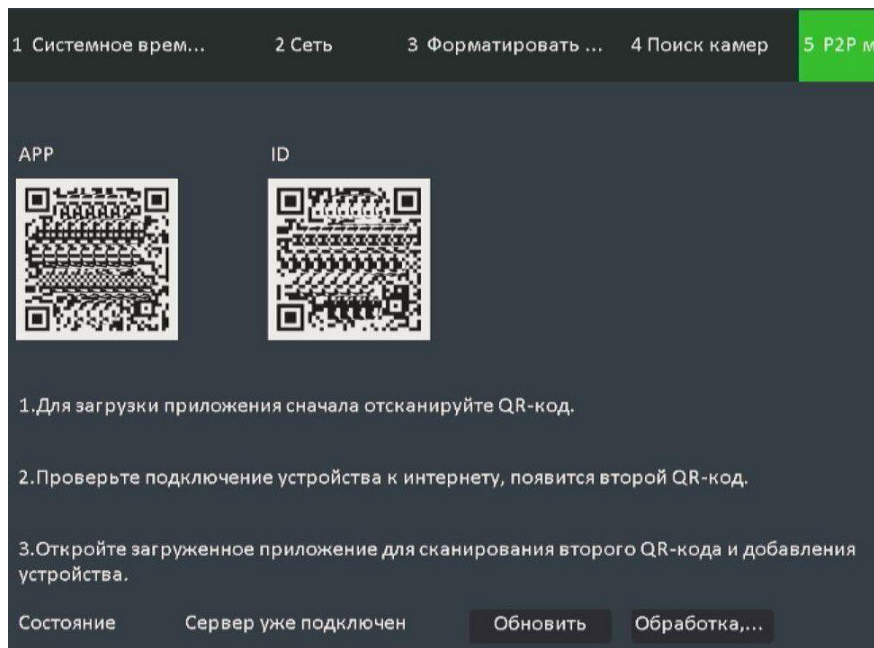 1 Системное врем... 2 Сеть 3 Форматировать ... 4 Поиск камер 5 P2P м
APP ID
1.Для загрузки приложения сначала отсканируйте QR-код.
2.Проверьте подключение устройства к интернету, появится второй QR-код.
3.Откройте загруженное приложение для сканирования второго QR-кода и добавления
устройства.
Состояние Сервер уже подключен Обновить Обработка,...